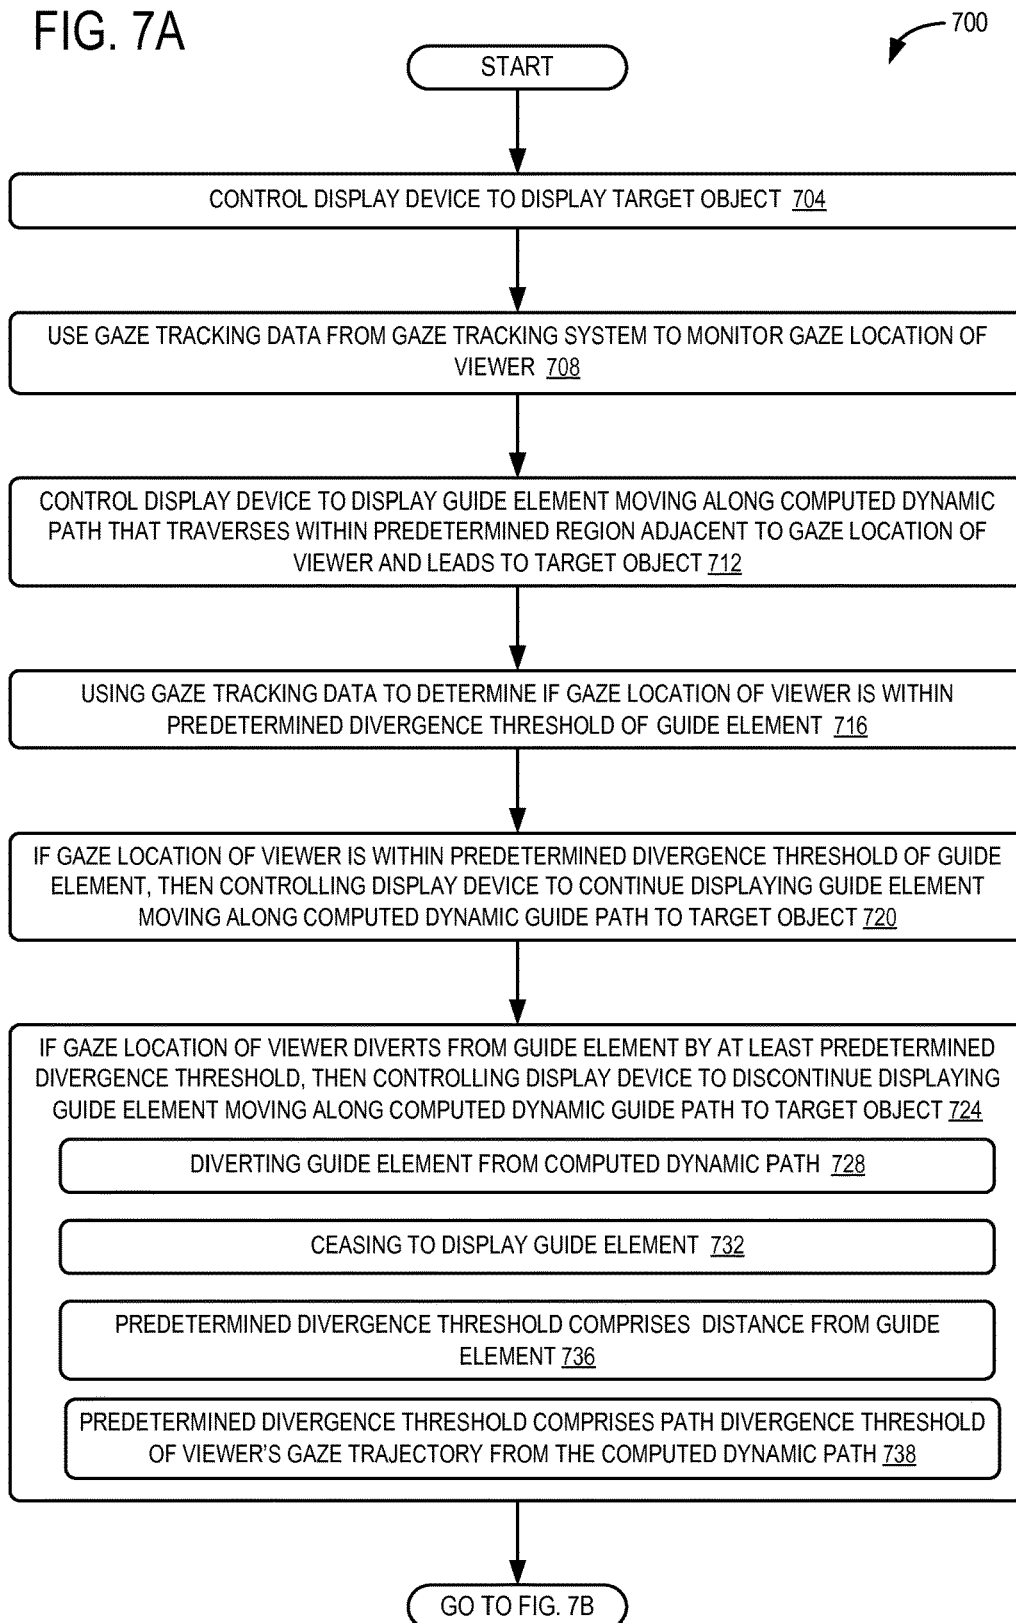 FIG. 7A
700
START
CONTROL DISPLAY DEVICE TO DISPLAY TARGET OBJECT 704
USE GAZE TRACKING DATA FROM GAZE TRACKING SYSTEM TO MONITOR GAZE LOCATION OF
VIEWER 708
CONTROL DISPLAY DEVICE TO DISPLAY GUIDE ELEMENT MOVING ALONG COMPUTED DYNAMIC
PATH THAT TRAVERSES WITHIN PREDETERMINED REGION ADJACENT TO GAZE LOCATION OF
VIEWER AND LEADS TO TARGET OBJECT 712
USING GAZE TRACKING DATA TO DETERMINE IF GAZE LOCATION OF VIEWER IS WITHIN
PREDETERMINED DIVERGENCE THRESHOLD OF GUIDE ELEMENT 716
IF GAZE LOCATION OF VIEWER IS WITHIN PREDETERMINED DIVERGENCE THRESHOLD OF GUIDE
ELEMENT, THEN CONTROLLING DISPLAY DEVICE TO CONTINUE DISPLAYING GUIDE ELEMENT
MOVING ALONG COMPUTED DYNAMIC GUIDE PATH TO TARGET OBJECT 720
IF GAZE LOCATION OF VIEWER DIVERTS FROM GUIDE ELEMENT BY AT LEAST PREDETERMINED
DIVERGENCE THRESHOLD, THEN CONTROLLING DISPLAY DEVICE TO DISCONTINUE DISPLAYING
GUIDE ELEMENT MOVING ALONG COMPUTED DYNAMIC GUIDE PATH TO TARGET OBJECT 724
DIVERTING GUIDE ELEMENT FROM COMPUTED DYNAMIC PATH 728
CEASING TO DISPLAY GUIDE ELEMENT 732
PREDETERMINED DIVERGENCE THRESHOLD COMPRISES DISTANCE FROM GUIDE
ELEMENT 736
PREDETERMINED DIVERGENCE THRESHOLD COMPRISES PATH DIVERGENCE THRESHOLD
OF VIEWER'S GAZE TRAJECTORY FROM THE COMPUTED DYNAMIC PATH 738
GO TO FIG. 7B